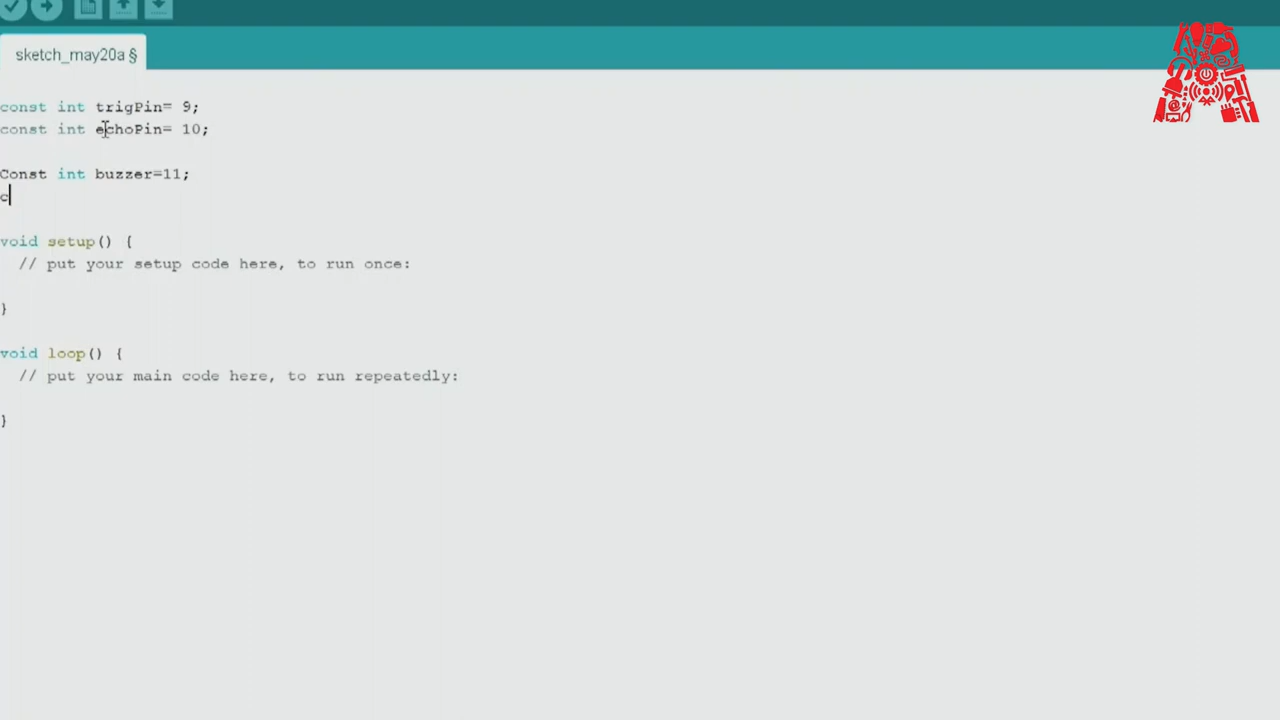 sketch_may20a §
const int trigPin= 9;
const int echoPin= 10;
Const int buzzer=11;
c
void setup() {
// put your setup code here, to run once:
}
void loop() {
// put your main code here, to run repeatedly:
}